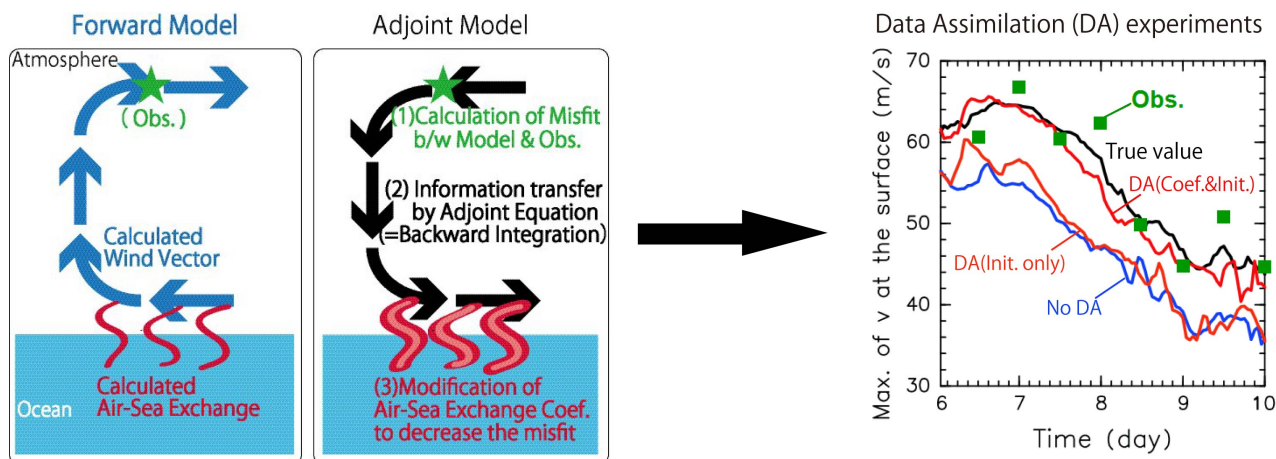 Forward Model
Atmosphere
( Obs.)
Calculated
Wind Vector
Calculated
Air-Sea Exchange
Ocean
Adjoint Model
(1)Calculation of Misfit
b/w Model & Obs.
(2) Information transfer
by Adjoint Equation
(=Backward Integration)
(3)Modification of
Air-Sea Exchange Coef.
to decrease the misfit
Data Assimilation (DA) experiments
Max. of v at the surface (m/s)
70
60
50
40
30
Obs.
True value
DA(Coef.&Init.)
DA(Init. only)
No DA
6 7 8 9 10
Time (day)